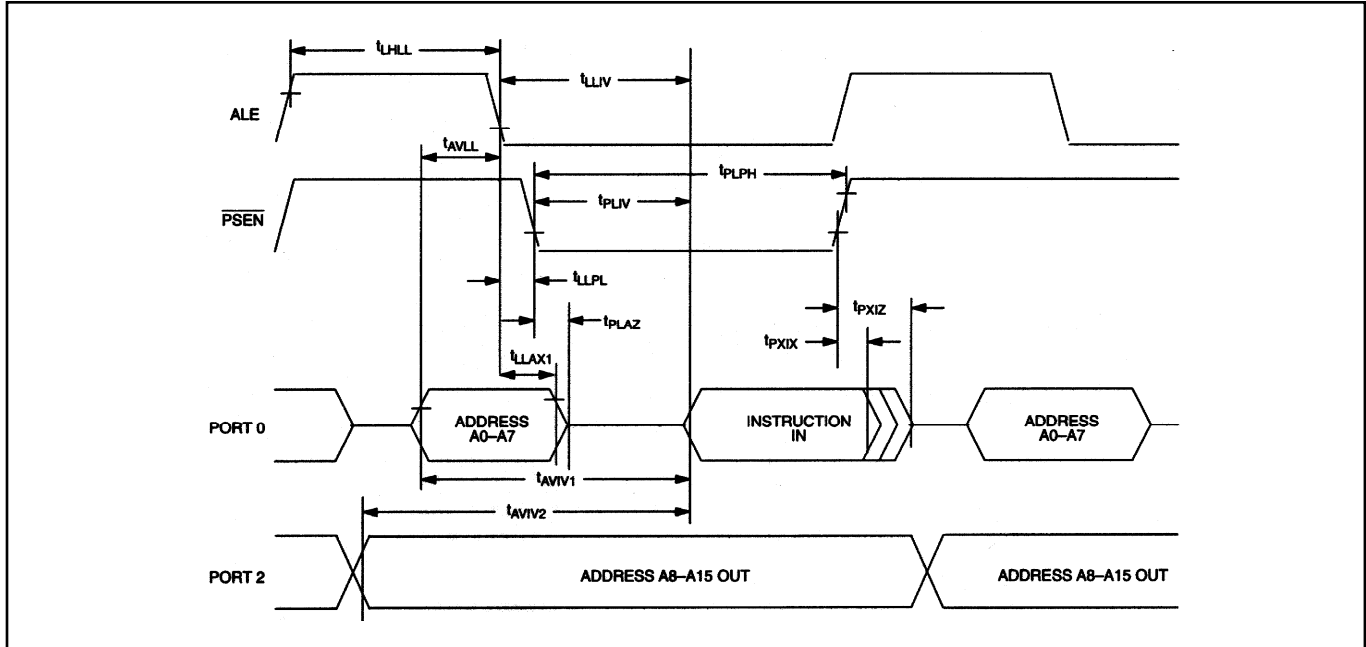 tLHLL
tLLIV
ALE
tAVLL
tPLPH
PSEN
tPLIV
tLLPL
tPLAZ
tPXIZ
tPXIX
tLLAX1
PORT 0
ADDRESS
A0–A7
INSTRUCTION
IN
ADDRESS
A0–A7
tAVIV1
tAVIV2
PORT 2
ADDRESS A8–A15 OUT
ADDRESS A8–A15 OUT